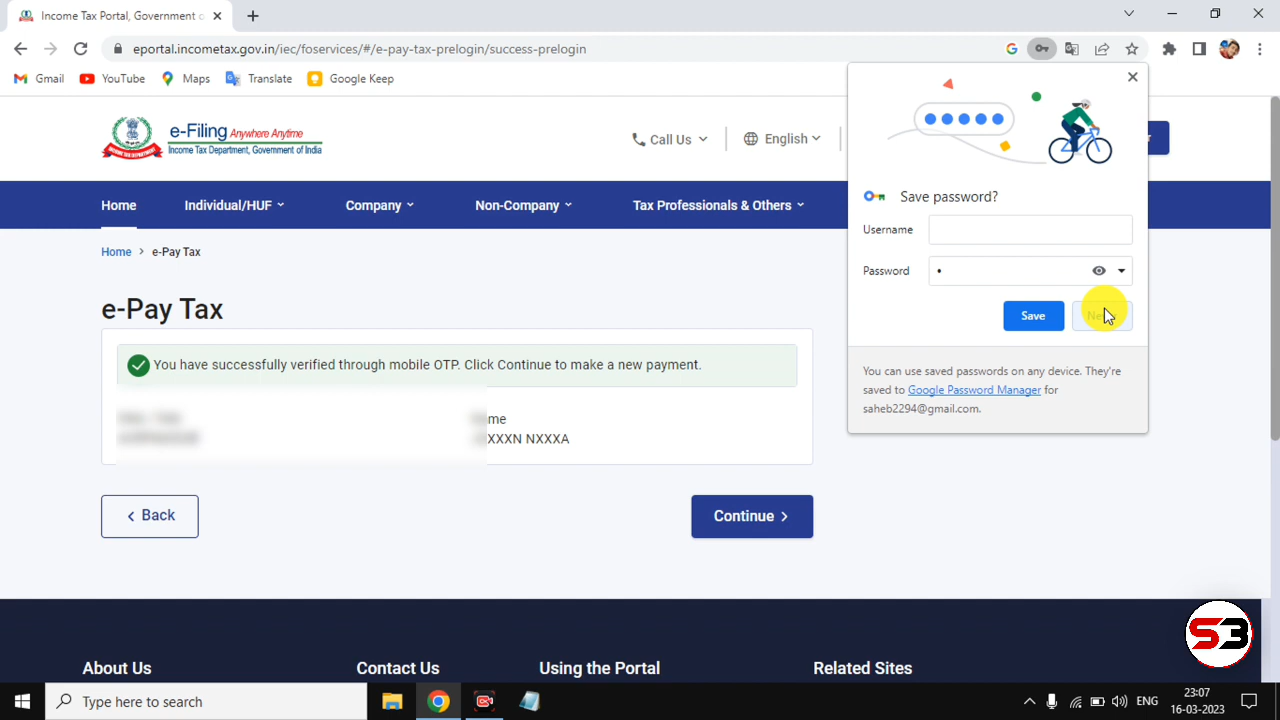 Income Tax Portal, Government o
eportal.incometax.gov.in/iec/foservices/#/e-pay-tax-prelogin/success-prelogin
Gmail YouTube Maps Translate Google Keep
e-Filing Anywhere Anytime
Income Tax Department, Government of India
Call Us English
Home Individual/HUF Company Non-Company Tax Professionals & Others
Home > e-Pay Tax
e-Pay Tax
You have successfully verified through mobile OTP. Click Continue to make a new payment.
XXXN NXXXA
< Back
Continue >
Save password?
Username
Password •
Save
You can use saved passwords on any device. They're
saved to Google Password Manager for
saheb2294@gmail.com.
About Us Contact Us Using the Portal Related Sites
S3
Type here to search
ENG
23:07
16-03-2023